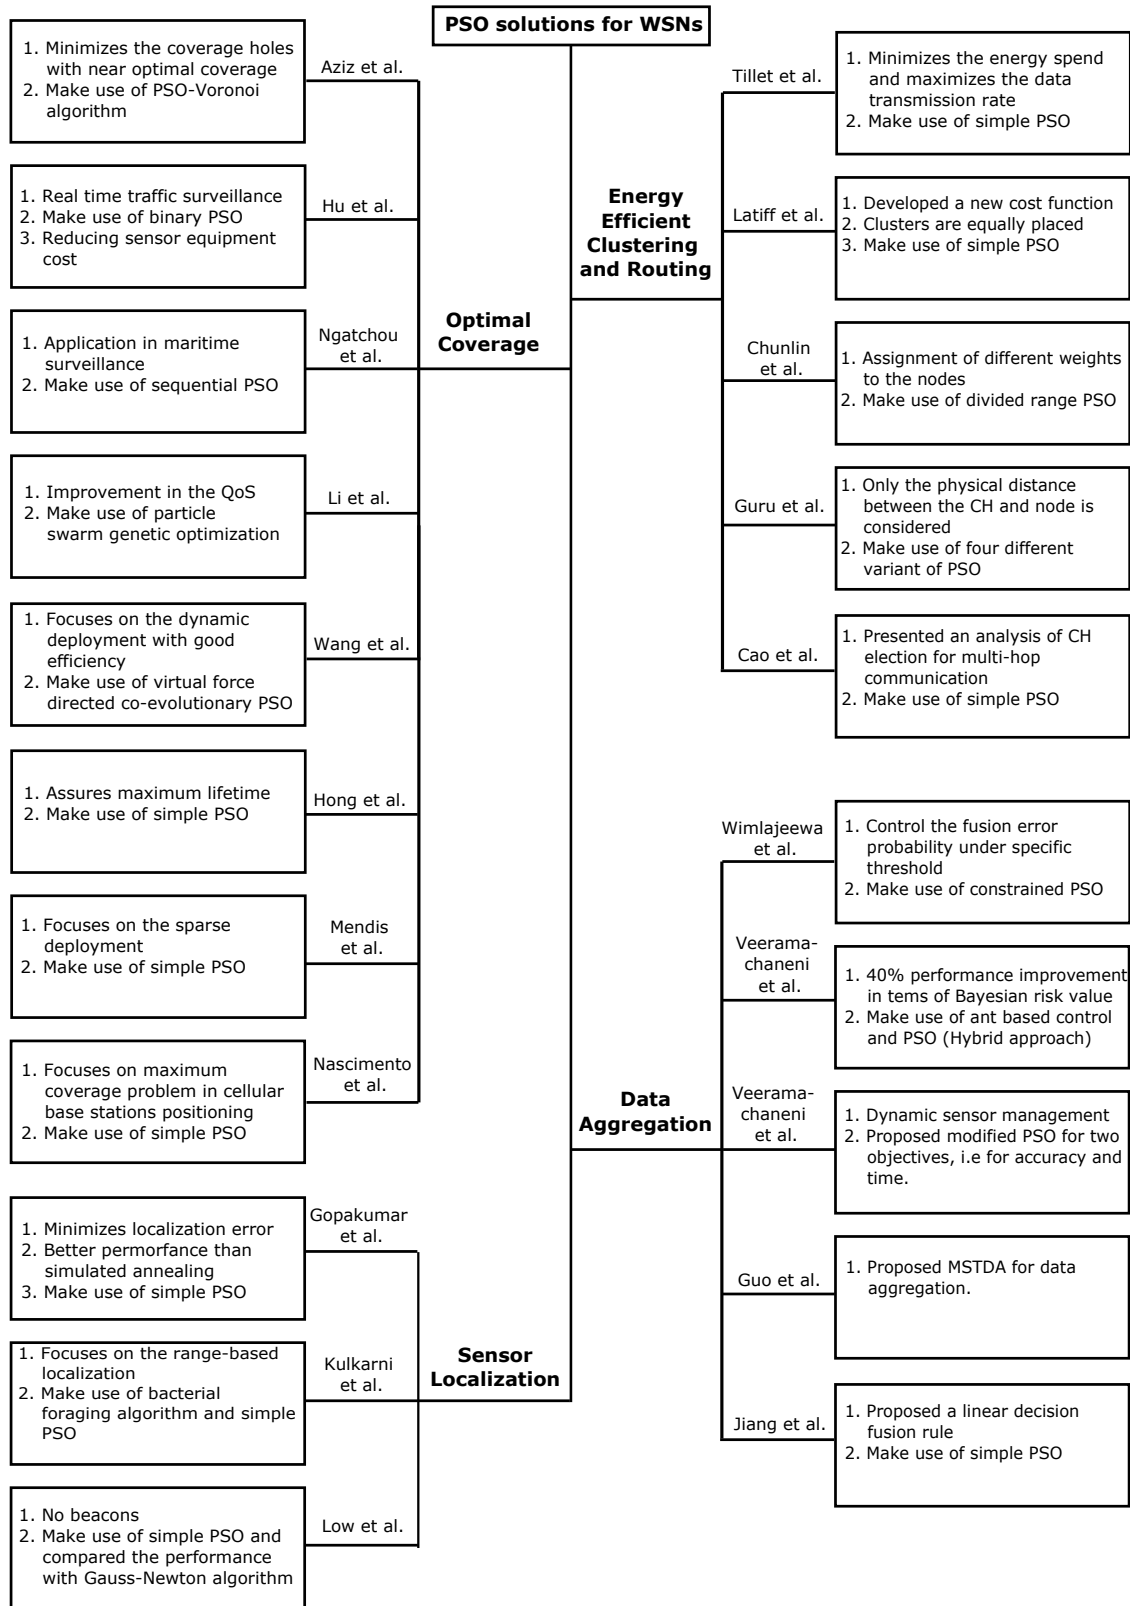 PSO solutions for WSNs
1. Minimizes the coverage holes
with near optimal coverage
2. Make use of PSO-Voronoi
algorithm
Aziz et al.
1. Real time traffic surveillance
2. Make use of binary PSO
3. Reducing sensor equipment
cost
Hu et al.
1. Application in maritime
surveillance
2. Make use of sequential PSO
Ngatchou
et al.
Optimal
Coverage
1. Improvement in the QoS
2. Make use of particle
swarm genetic optimization
Li et al.
1. Focuses on the dynamic
deployment with good
efficiency
2. Make use of virtual force
directed co-evolutionary PSO
Wang et al.
1. Assures maximum lifetime
2. Make use of simple PSO
Hong et al.
1. Focuses on the sparse
deployment
2. Make use of simple PSO
Mendis
et al.
1. Focuses on maximum
coverage problem in cellular
base stations positioning
2. Make use of simple PSO
Nascimento
et al.
1. Minimizes localization error
2. Better permorfance than
simulated annealing
3. Make use of simple PSO
Gopakumar
et al.
1. Focuses on the range-based
localization
2. Make use of bacterial
foraging algorithm and simple
PSO
Kulkarni
et al.
Sensor
Localization
1. No beacons
2. Make use of simple PSO and
compared the performance
with Gauss-Newton algorithm
Low et al.
Energy
Efficient
Clustering
and Routing
Tillet et al.
1. Minimizes the energy spend
and maximizes the data
transmission rate
2. Make use of simple PSO
Latiff et al.
1. Developed a new cost function
2. Clusters are equally placed
3. Make use of simple PSO
Chunlin
et al.
1. Assignment of different weights
to the nodes
2. Make use of divided range PSO
Guru et al.
1. Only the physical distance
between the CH and node is
considered
2. Make use of four different
variant of PSO
Cao et al.
1. Presented an analysis of CH
election for multi-hop
communication
2. Make use of simple PSO
Data
Aggregation
Wimlajeewa
et al.
1. Control the fusion error
probability under specific
threshold
2. Make use of constrained PSO
Veerama-
chaneni
et al.
1. 40% performance improvement
in tems of Bayesian risk value
2. Make use of ant based control
and PSO (Hybrid approach)
Veerama-
chaneni
et al.
1. Dynamic sensor management
2. Proposed modified PSO for two
objectives, i.e for accuracy and
time.
Guo et al.
1. Proposed MSTDA for data
aggregation.
Jiang et al.
1. Proposed a linear decision
fusion rule
2. Make use of simple PSO